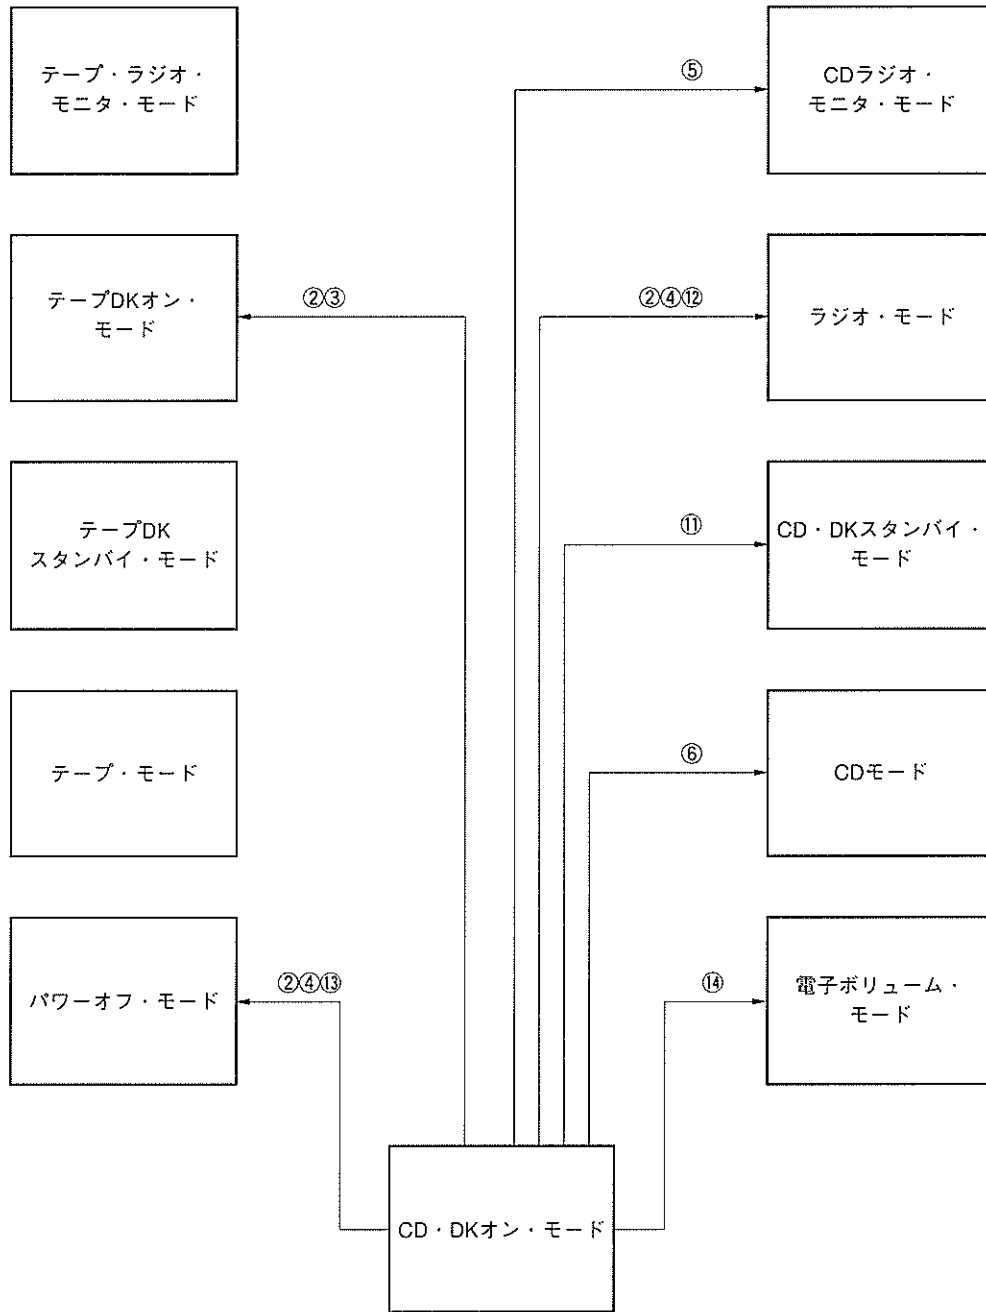 テープ・ラジオ・
モニタ・モード
⑤
CDラジオ・
モニタ・モード
テープDKオン・
モード
②③
②④⑫
ラジオ・モード
テープDK
スタンバイ・モード
⑪
CD・DKスタンバイ・
モード
テープ・モード
⑥
CDモード
パワーオフ・モード
②④⑬
⑭
電子ボリューム・
モード
CD・DKオン・モード